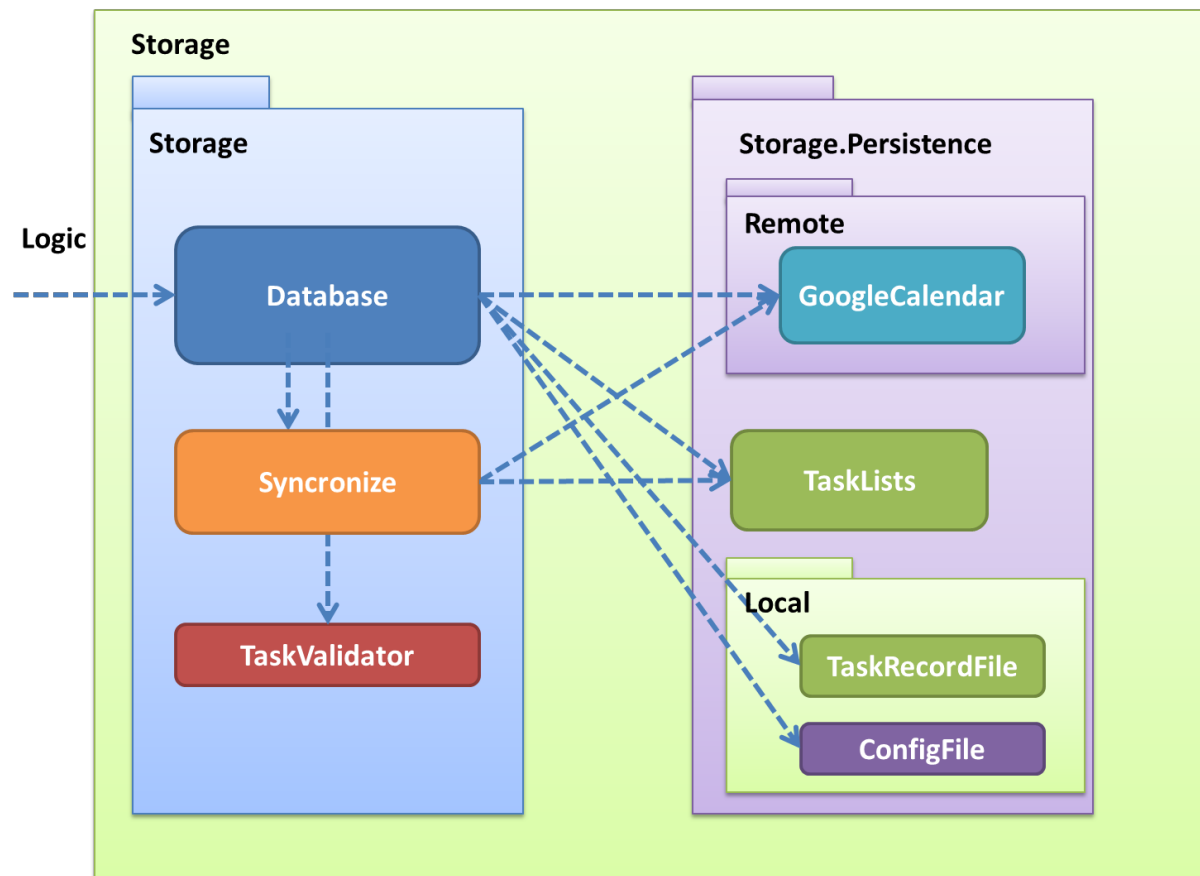 Storage
Storage
Storage.Persistence
Remote
Logic
Database
GoogleCalendar
Syncronize
TaskLists
Local
TaskValidator
TaskRecordFile
ConfigFile